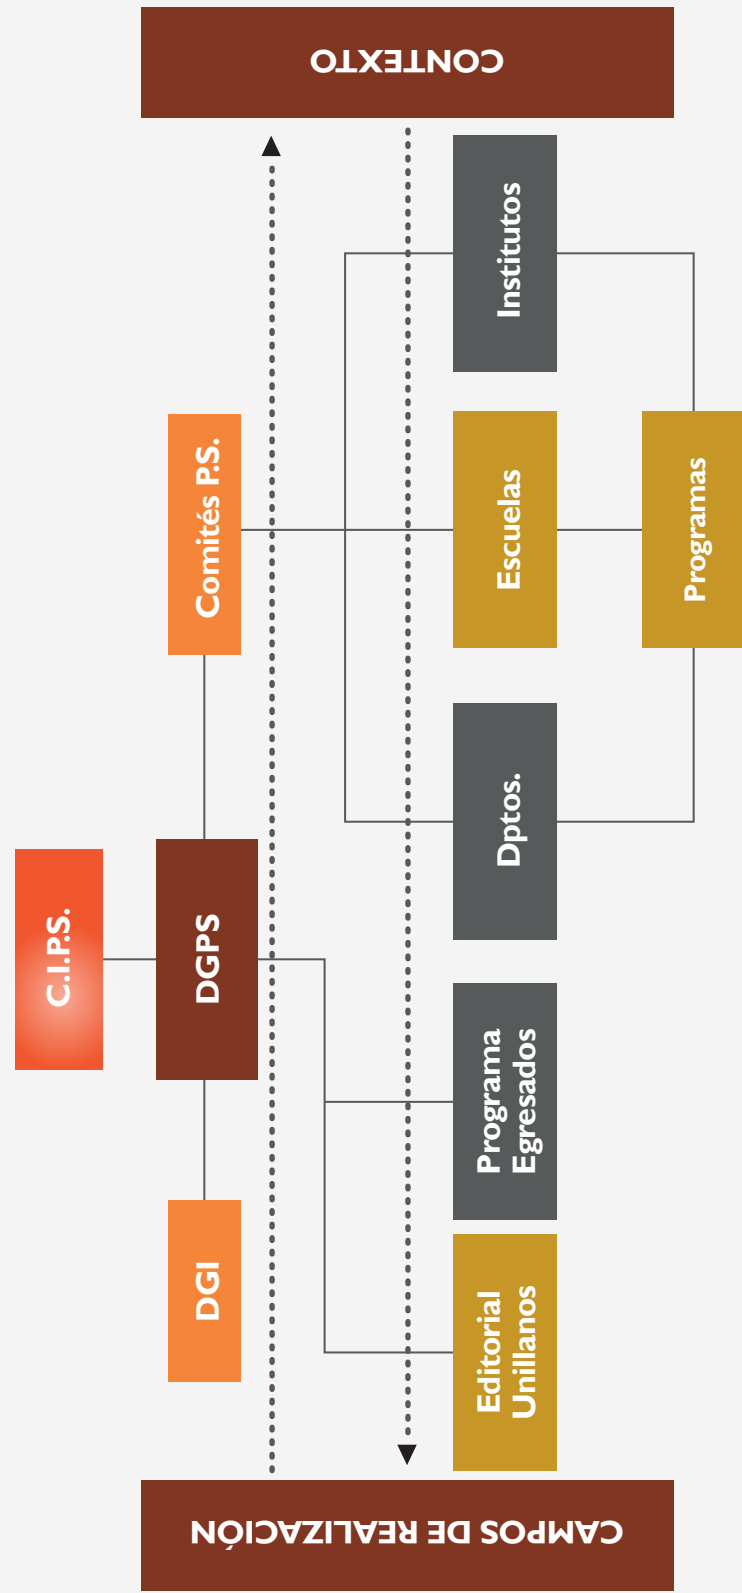 C.I.P.S.
DGI
DGPS
Comités P.S.
CAMPOS DE REALIZACIÓN
CONTEXTO
Editorial
Unillanos
Programa
Egresados
Dptos.
Escuelas
Institutos
Programas